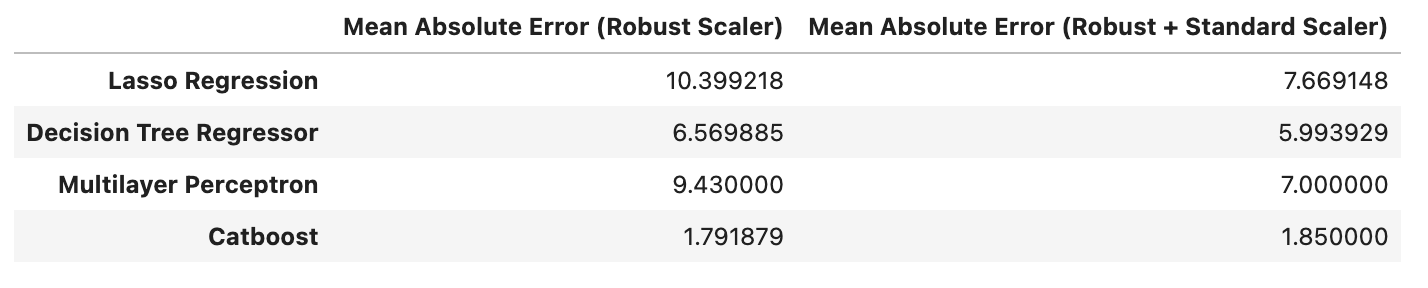 Mean Absolute Error (Robust Scaler) Mean Absolute Error (Robust + Standard Scaler)
Lasso Regression 10.399218 7.669148
Decision Tree Regressor 6.569885 5.993929
Multilayer Perceptron 9.430000 7.000000
Catboost 1.791879 1.850000